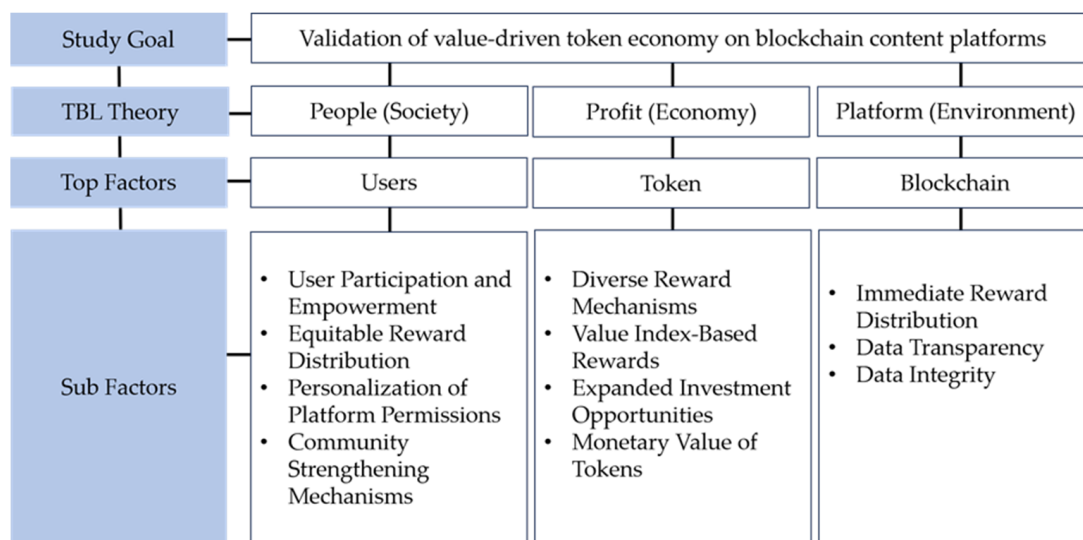 Study Goal
Validation of value-driven token economy on blockchain content platforms
TBL Theory
People (Society)
Profit (Economy)
Platform (Environment)
Top Factors
Users
Token
Blockchain
Sub Factors
• User Participation and
Empowerment
• Equitable Reward
Distribution
• Personalization of
Platform Permissions
• Community
Strengthening
Mechanisms
• Diverse Reward
Mechanisms
• Value Index-Based
Rewards
• Expanded Investment
Opportunities
• Monetary Value of
Tokens
• Immediate Reward
Distribution
• Data Transparency
• Data Integrity